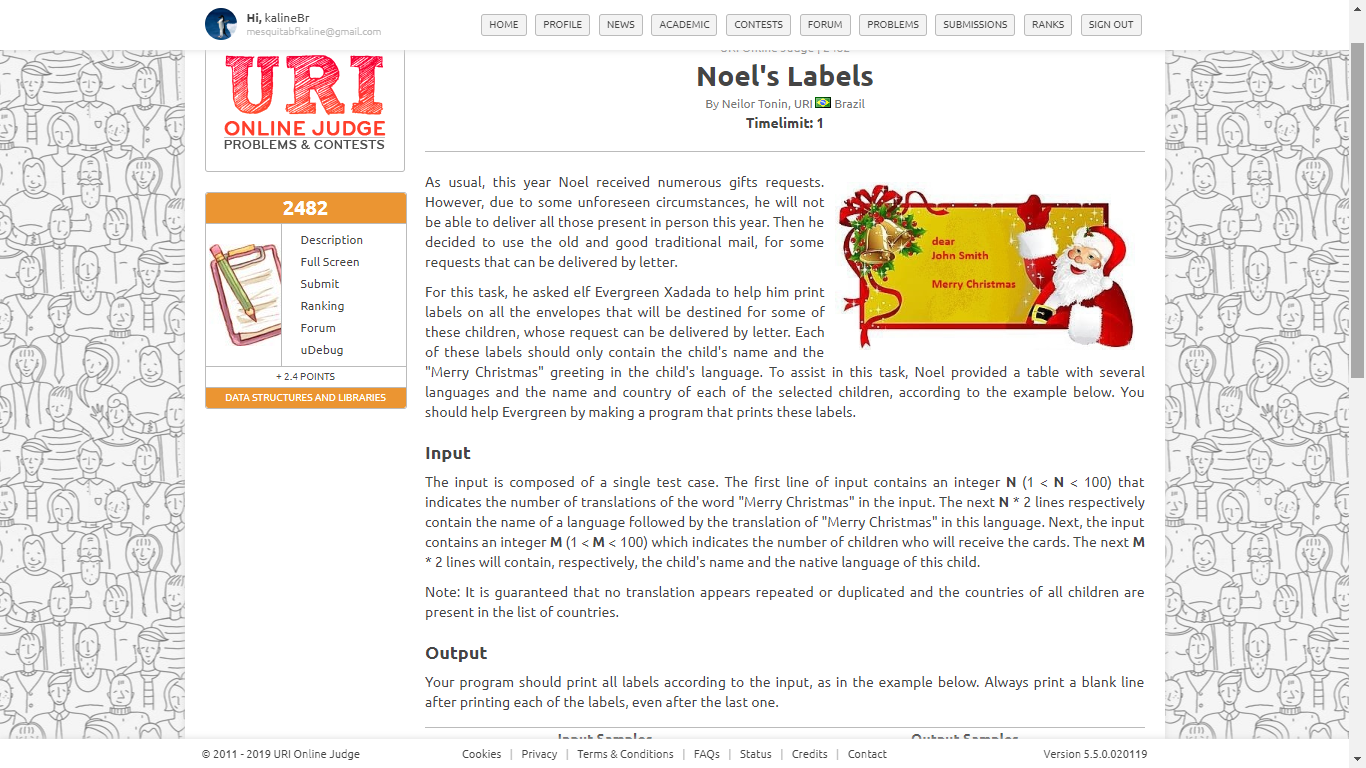 Hi, kalineBr
mesquitabfkaline@gmail.com
HOME
PROFILE
NEWS
ACADEMIC
CONTESTS
FORUM
PROBLEMS
SUBMISSIONS
RANKS
SIGN OUT
URI
ONLINE JUDGE
PROBLEMS & CONTESTS
2482
Description
Full Screen
Submit
Ranking
Forum
uDebug
+ 2.4 POINTS
DATA STRUCTURES AND LIBRARIES
URI Online Judge | 2482
Noel's Labels
By Neilor Tonin, URI Brazil
Timelimit: 1
As usual, this year Noel received numerous gifts requests.
However, due to some unforeseen circumstances, he will not
be able to deliver all those present in person this year. Then he
decided to use the old and good traditional mail, for some
requests that can be delivered by letter.
dear
John Smith
Merry Christmas
For this task, he asked elf Evergreen Xadada to help him print
labels on all the envelopes that will be destined for some of
these children, whose request can be delivered by letter. Each
of these labels should only contain the child's name and the
"Merry Christmas" greeting in the child's language. To assist in this task, Noel provided a table with several
languages and the name and country of each of the selected children, according to the example below. You
should help Evergreen by making a program that prints these labels.
Input
The input is composed of a single test case. The first line of input contains an integer N (1 < N < 100) that
indicates the number of translations of the word "Merry Christmas" in the input. The next N * 2 lines respectively
contain the name of a language followed by the translation of "Merry Christmas" in this language. Next, the input
contains an integer M (1 < M < 100) which indicates the number of children who will receive the cards. The next M
* 2 lines will contain, respectively, the child's name and the native language of this child.
Note: It is guaranteed that no translation appears repeated or duplicated and the countries of all children are
present in the list of countries.
Output
Your program should print all labels according to the input, as in the example below. Always print a blank line
after printing each of the labels, even after the last one.
Input Samples
Output Samples
© 2011 - 2019 URI Online Judge
Cookies | Privacy | Terms & Conditions | FAQs | Status | Credits | Contact
Version 5.5.0.020119